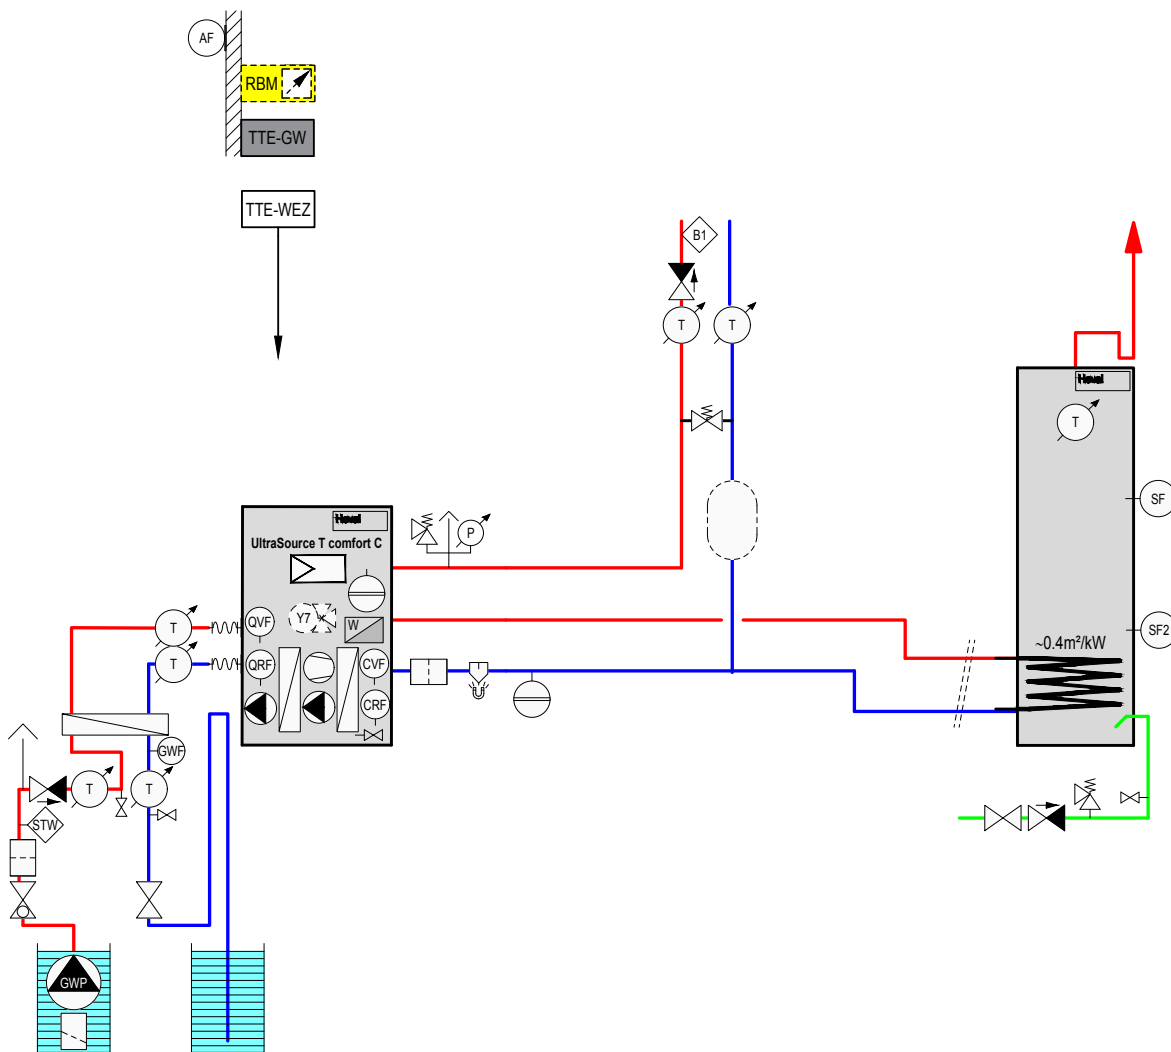 AF
RBM
TTE-GW
TTE-WEZ
B1
T
T
Hoval
T
SF
Hoval
UltraSource T comfort C
P
Y7
QVF
W
T
SF2
~0.4m²/kW
T
QRF
CVF
CRF
GWF
T
T
STW
GWP